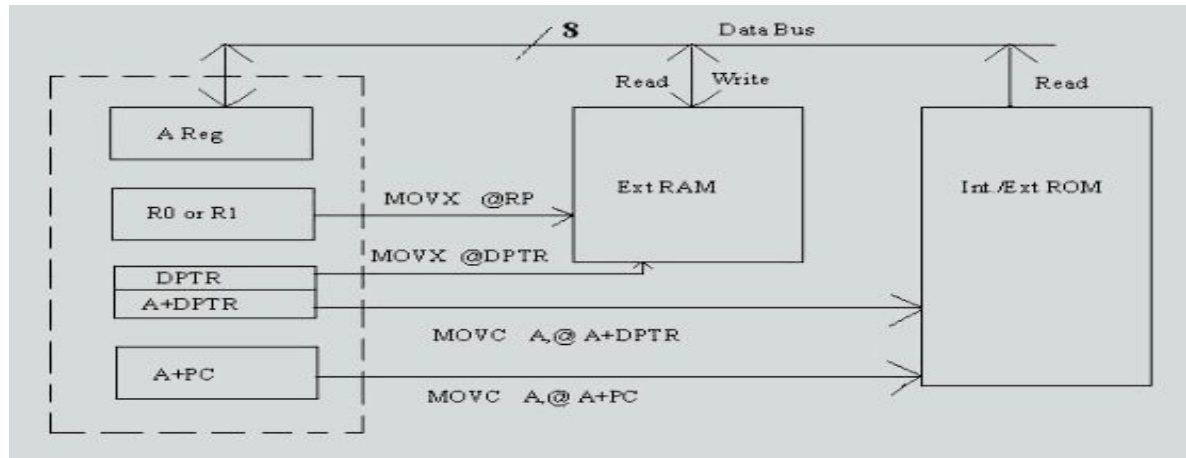 8 Data Bus
Read Write Read
A Reg
R0 or R1
MOVX @RP
Ext RAM
Int./Ext ROM
MOVX @DPTR
DPTR
A+DPTR
MOVC A,@ A+DPTR
A+PC
MOVC A,@ A+PC